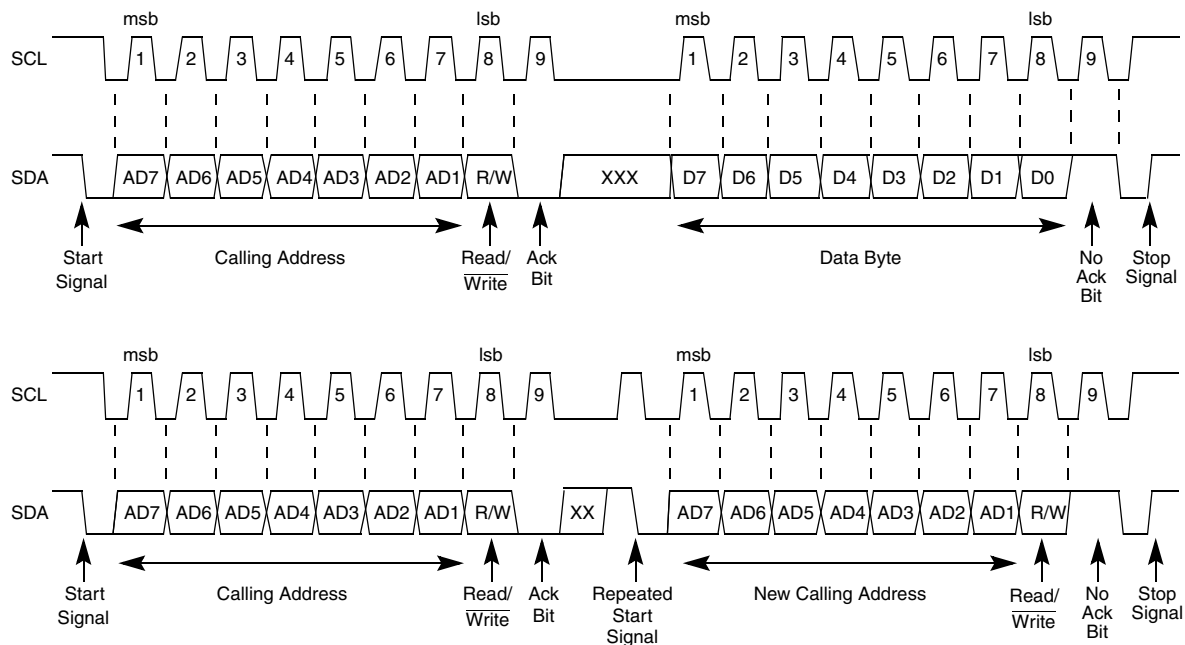 msb lsb msb lsb
SCL 1 2 3 4 5 6 7 8 9 1 2 3 4 5 6 7 8 9
SDA AD7 AD6 AD5 AD4 AD3 AD2 AD1 R/W XXX D7 D6 D5 D4 D3 D2 D1 D0
Start Signal
Calling Address
Read/Write
Ack Bit
Data Byte
No Ack Bit
Stop Signal
msb lsb msb lsb
SCL 1 2 3 4 5 6 7 8 9 1 2 3 4 5 6 7 8 9
SDA AD7 AD6 AD5 AD4 AD3 AD2 AD1 R/W XX AD7 AD6 AD5 AD4 AD3 AD2 AD1 R/W
Start Signal
Calling Address
Read/Write
Ack Bit
Repeated Start Signal
New Calling Address
Read/Write
No Ack Bit
Stop Signal